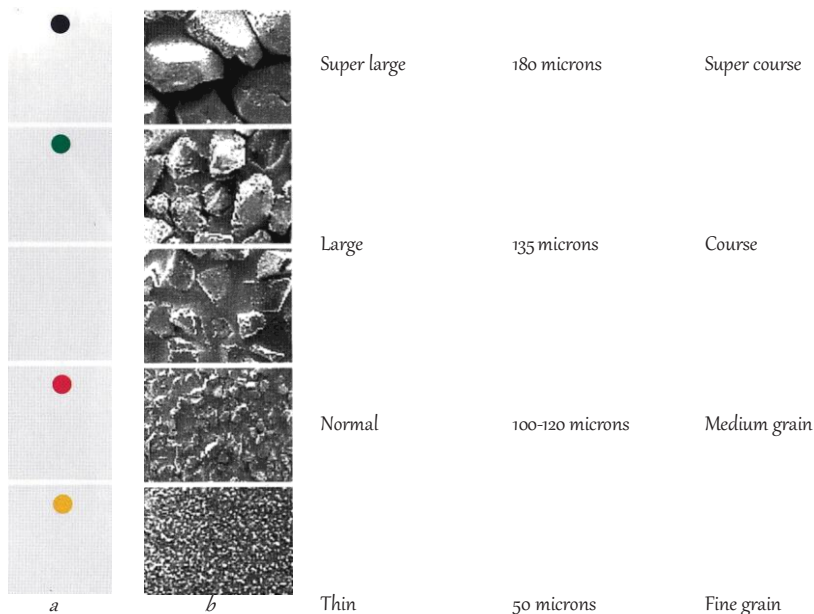 Super large 180 microns Super course
Large 135 microns Course
Normal 100-120 microns Medium grain
a b Thin 50 microns Fine grain